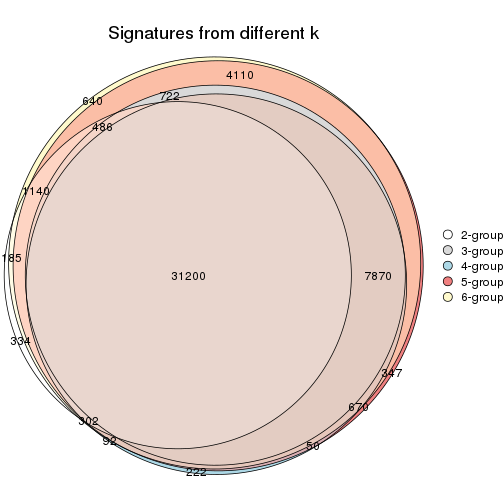 Signatures from different k
4110
640
722
486
1140
185
31200
7870
334
347
670
302
92
50
222
2-group
3-group
4-group
5-group
6-group